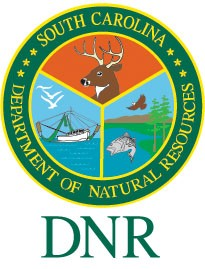 SOUTH CAROLINA
DEPARTMENT OF NATURAL RESOURCES
DNR